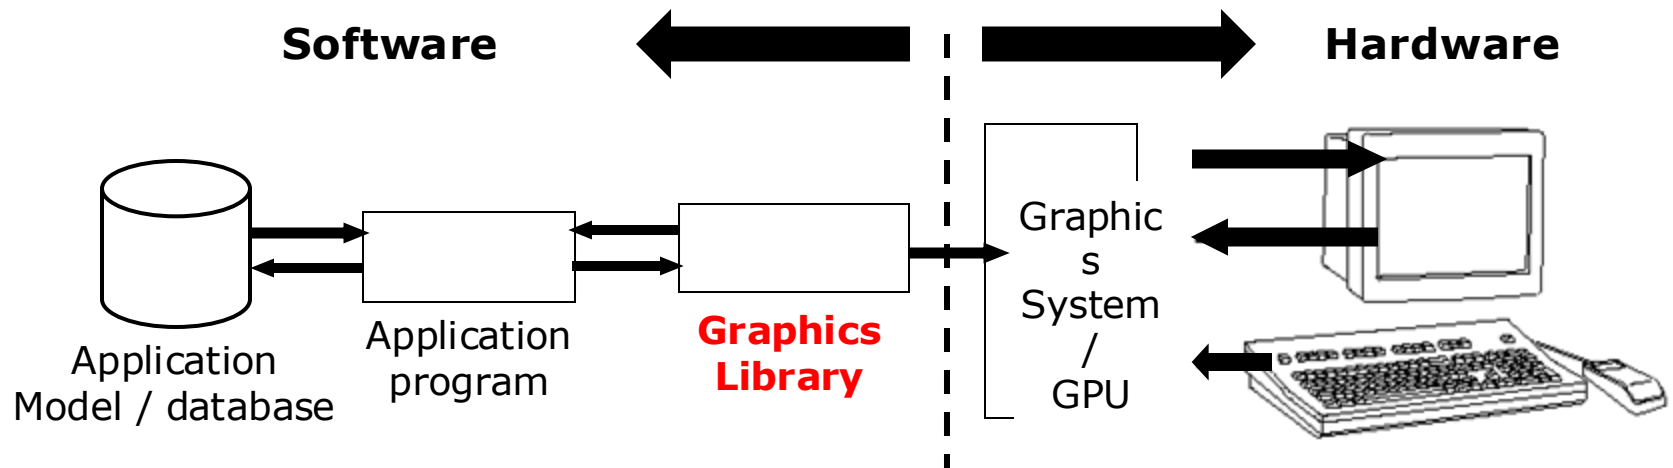 Software
Hardware
Application
Model / database
Application
program
Graphics
Library
Graphic
s
System
/
GPU